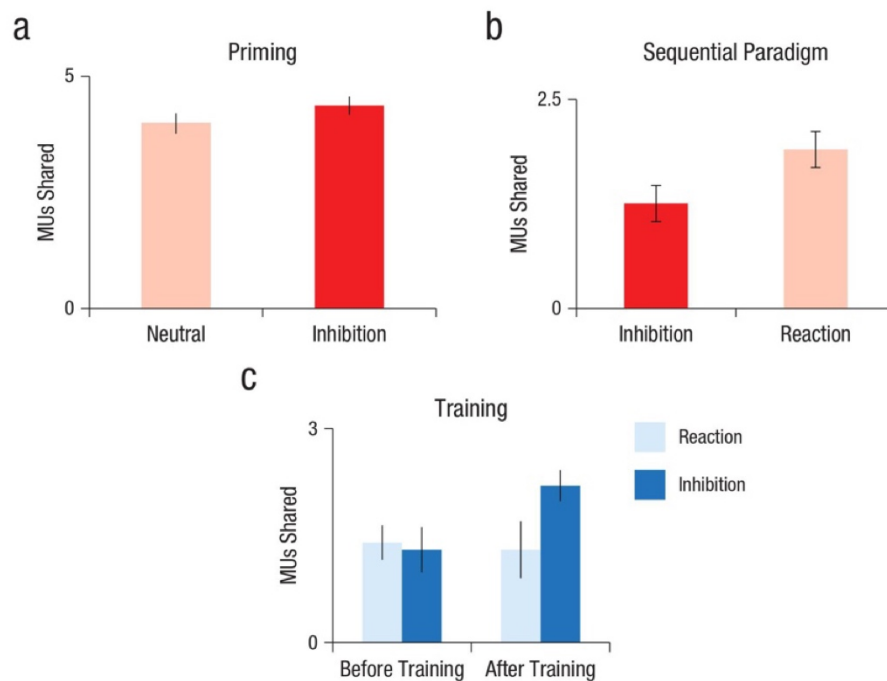 a
Priming
5
MUs Shared
0
Neutral
Inhibition
b
Sequential Paradigm
2.5
MUs Shared
0
Inhibition
Reaction
c
Training
3
MUs Shared
0
Before Training
After Training
Reaction
Inhibition